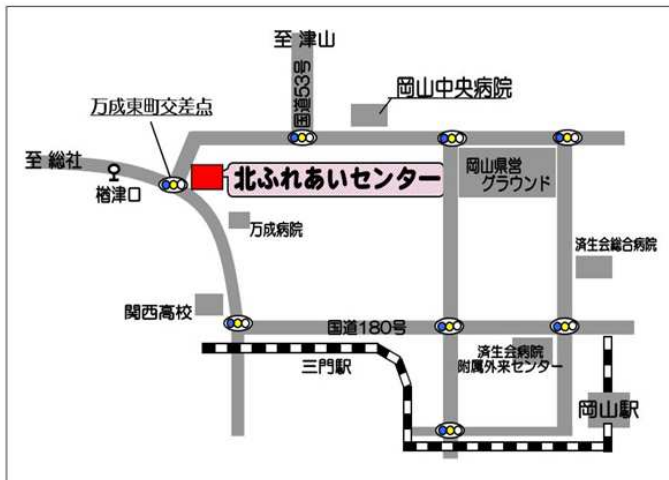 至 津山
国道53号
岡山中央病院
万成東町交差点
至 総社
楢津口
北ふれあいセンター
岡山県営
グラウンド
万成病院
済生会総合病院
関西高校
国道180号
三門駅
済生会病院
附属外来センター
岡山駅